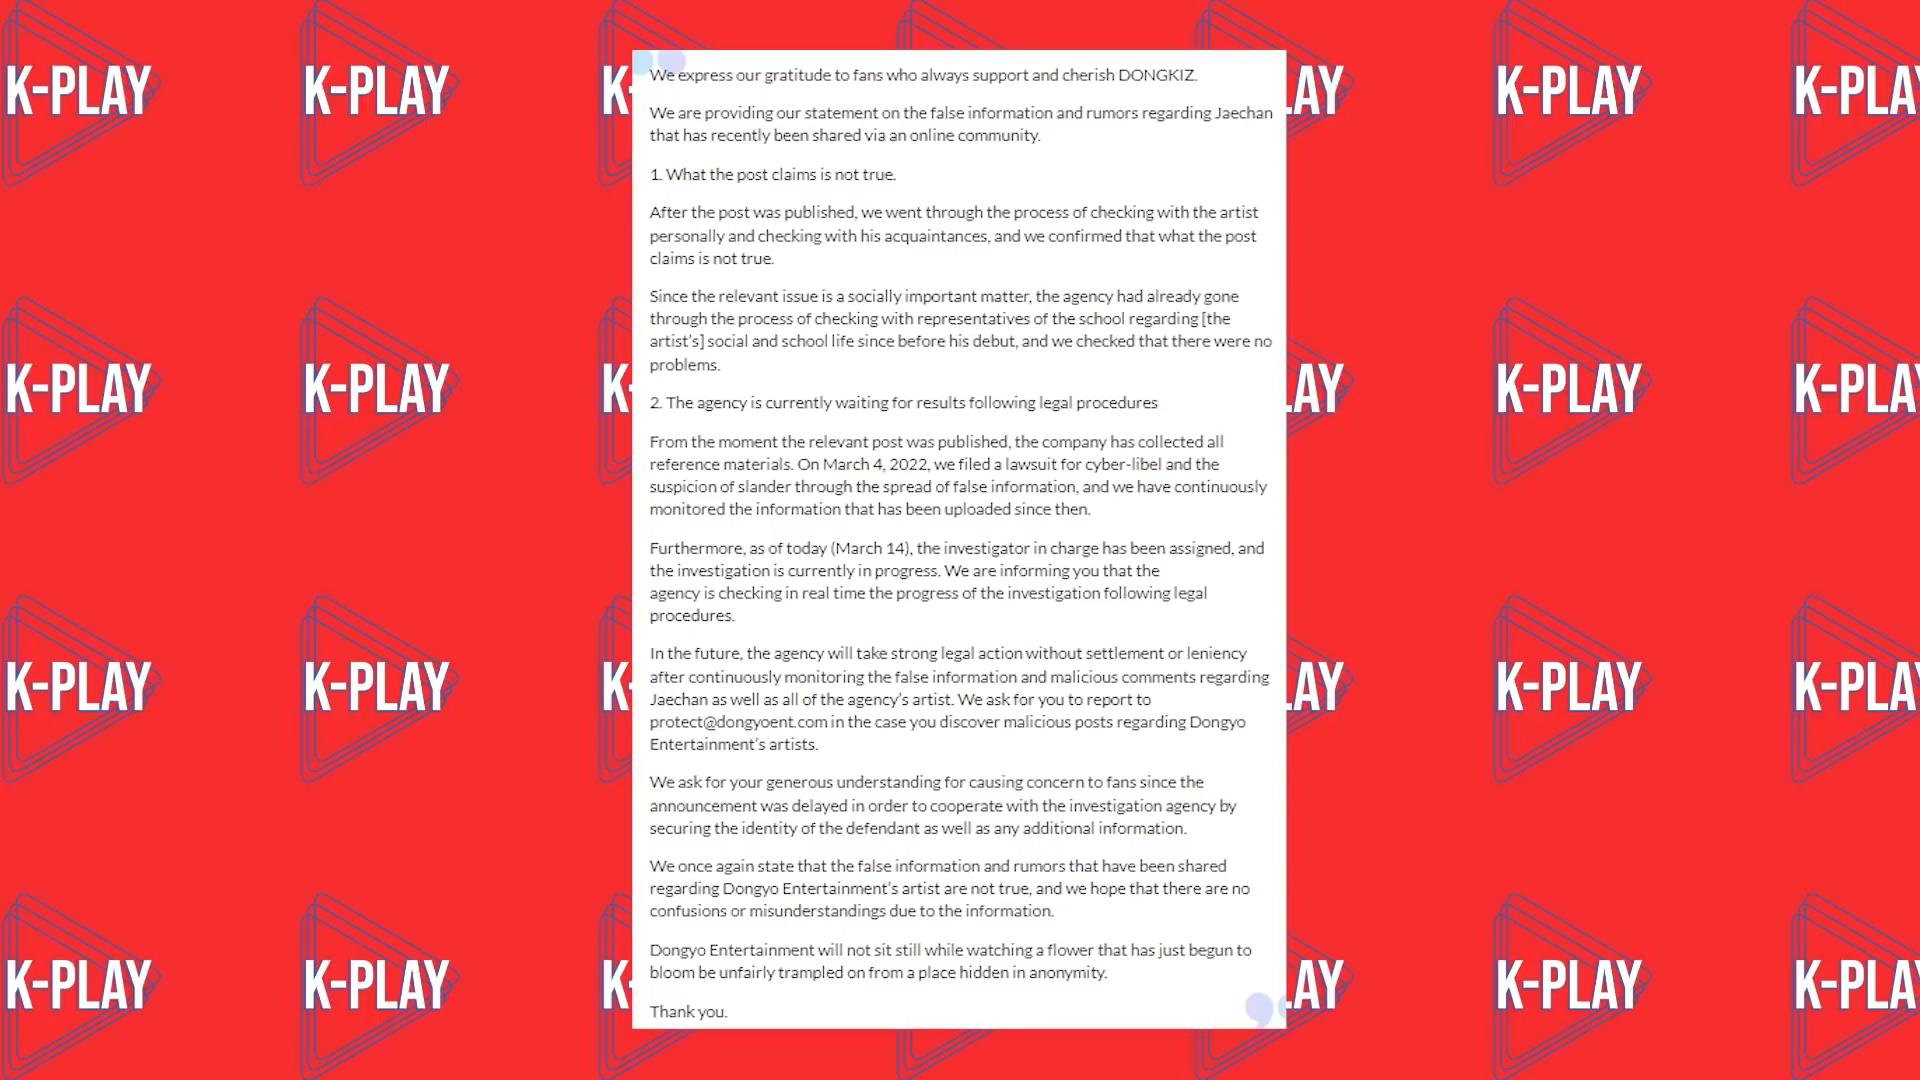 We express our gratitude to fans who always support and cherish DONGKIZ.
We are providing our statement on the false information and rumors regarding Jaechan
that has recently been shared via an online community.
1. What the post claims is not true.
After the post was published, we went through the process of checking with the artist
personally and checking with his acquaintances, and we confirmed that what the post
claims is not true.
Since the relevant issue is a socially important matter, the agency had already gone
through the process of checking with representatives of the school regarding [the
artist's] social and school life since before his debut, and we checked that there were no
problems.
2. The agency is currently waiting for results following legal procedures
From the moment the relevant post was published, the company has collected all
reference materials. On March 4, 2022, we filed a lawsuit for cyber-libel and the
suspicion of slander through the spread of false information, and we have continuously
monitored the information that has been uploaded since then.
Furthermore, as of today (March 14), the investigator in charge has been assigned, and
the investigation is currently in progress. We are informing you that the
agency is checking in real time the progress of the investigation following legal
procedures.
In the future, the agency will take strong legal action without settlement or leniency
after continuously monitoring the false information and malicious comments regarding
Jaechan as well as all of the agency's artist. We ask for you to report to
protect@dongyoent.com in the case you discover malicious posts regarding Dongyo
Entertainment's artists.
We ask for your generous understanding for causing concern to fans since the
announcement was delayed in order to cooperate with the investigation agency by
securing the identity of the defendant as well as any additional information.
We once again state that the false information and rumors that have been shared
regarding Dongyo Entertainment's artist are not true, and we hope that there are no
confusions or misunderstandings due to the information.
Dongyo Entertainment will not sit still while watching a flower that has just begun to
bloom be unfairly trampled on from a place hidden in anonymity.
Thank you.
K-PLAY K-PLAY K- LAY K-PLAY K-PLAY
K-PLAY K-PLAY K- LAY K-PLAY K-PLAY
K-PLAY K-PLAY K- LAY K-PLAY K-PLAY
K-PLAY K-PLAY K- LAY K-PLAY K-PLAY